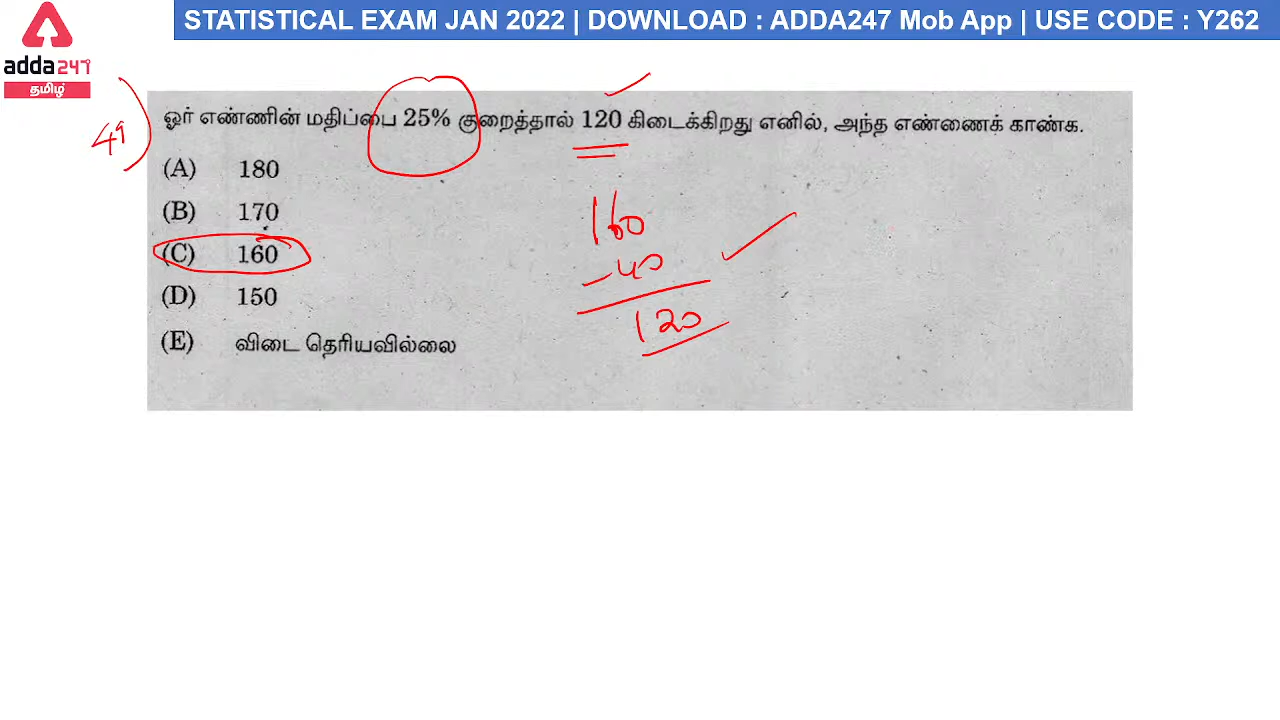 STATISTICAL EXAM JAN 2022 | DOWNLOAD : ADDA247 Mob App | USE CODE : Y262
adda247
தமிழ்
49)
ஓர் எண்ணின் மதிப்பை 25% குறைத்தால் 120 கிடைக்கிறது எனில், அந்த எண்ணைக் காண்க.
(A) 180
(B) 170
(C) 160
(D) 150
(E) விடை தெரியவில்லை
160
- 40
120